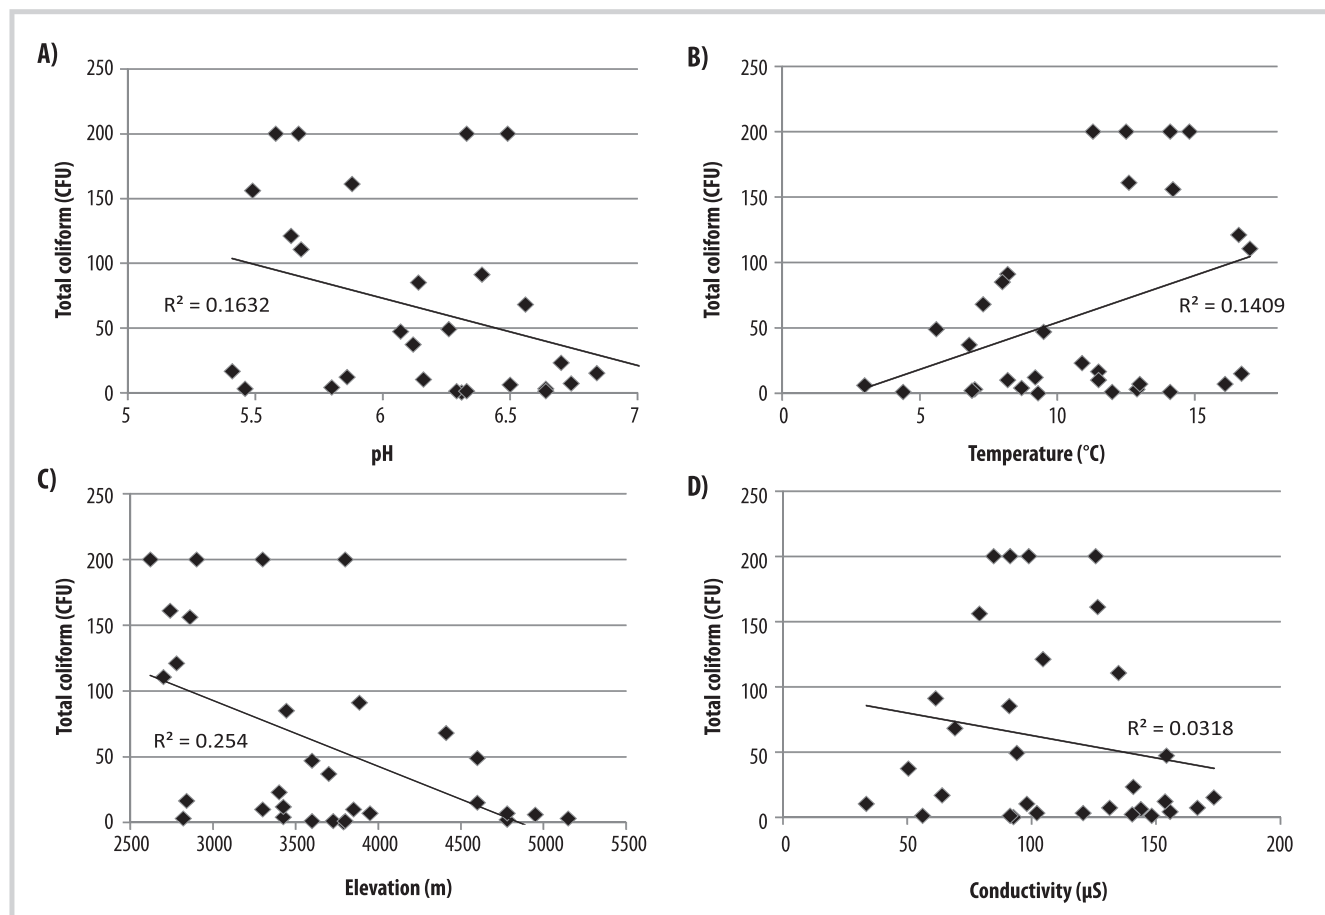 A)
250
200
150
100
50
0
Total coliform (CFU)
R² = 0.1632
5 5.5 6 6.5 7
pH
B)
250
200
150
100
50
0
Total coliform (CFU)
R² = 0.1409
0 5 10 15
Temperature (°C)
C)
250
200
150
100
50
0
Total coliform (CFU)
R² = 0.254
2500 3000 3500 4000 4500 5000 5500
Elevation (m)
D)
250
200
150
100
50
0
Total coliform (CFU)
R² = 0.0318
0 50 100 150 200
Conductivity (µS)